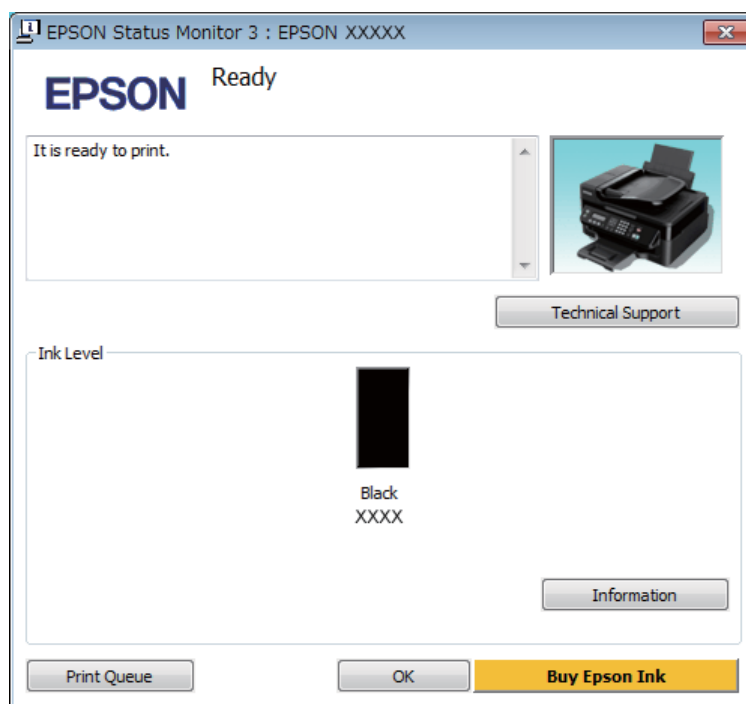 EPSON Status Monitor 3 : EPSON XXXXX
EPSON
Ready
It is ready to print.
Technical Support
Ink Level
Black
XXXX
Information
Print Queue
OK
Buy Epson Ink